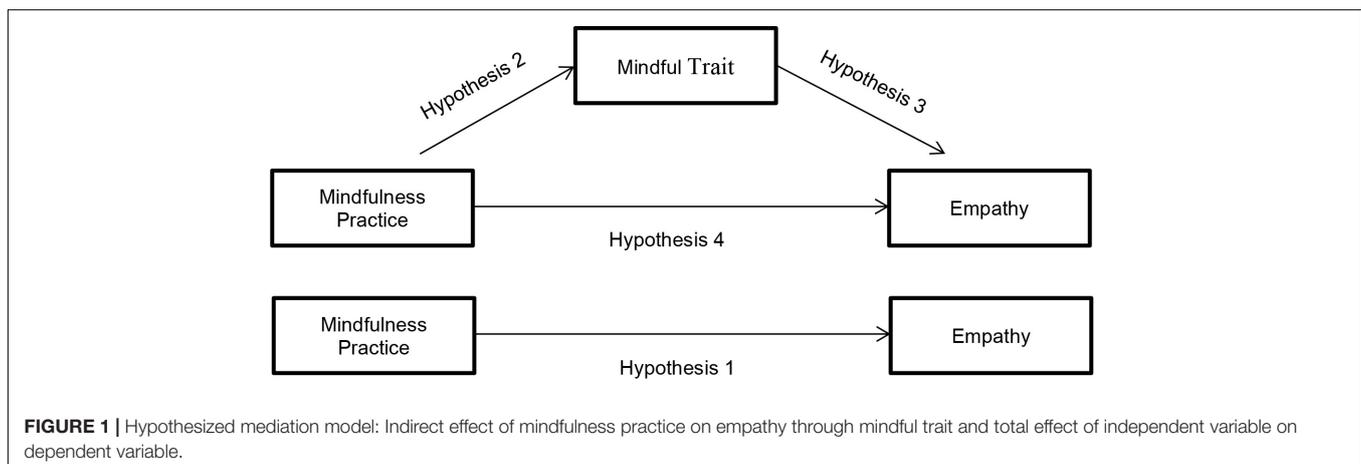 Mindful Trait
Hypothesis 2
Hypothesis 3
Mindfulness
Practice
Empathy
Hypothesis 4
Mindfulness
Practice
Empathy
Hypothesis 1
FIGURE 1 | Hypothesized mediation model: Indirect effect of mindfulness practice on empathy through mindful trait and total effect of independent variable on
dependent variable.